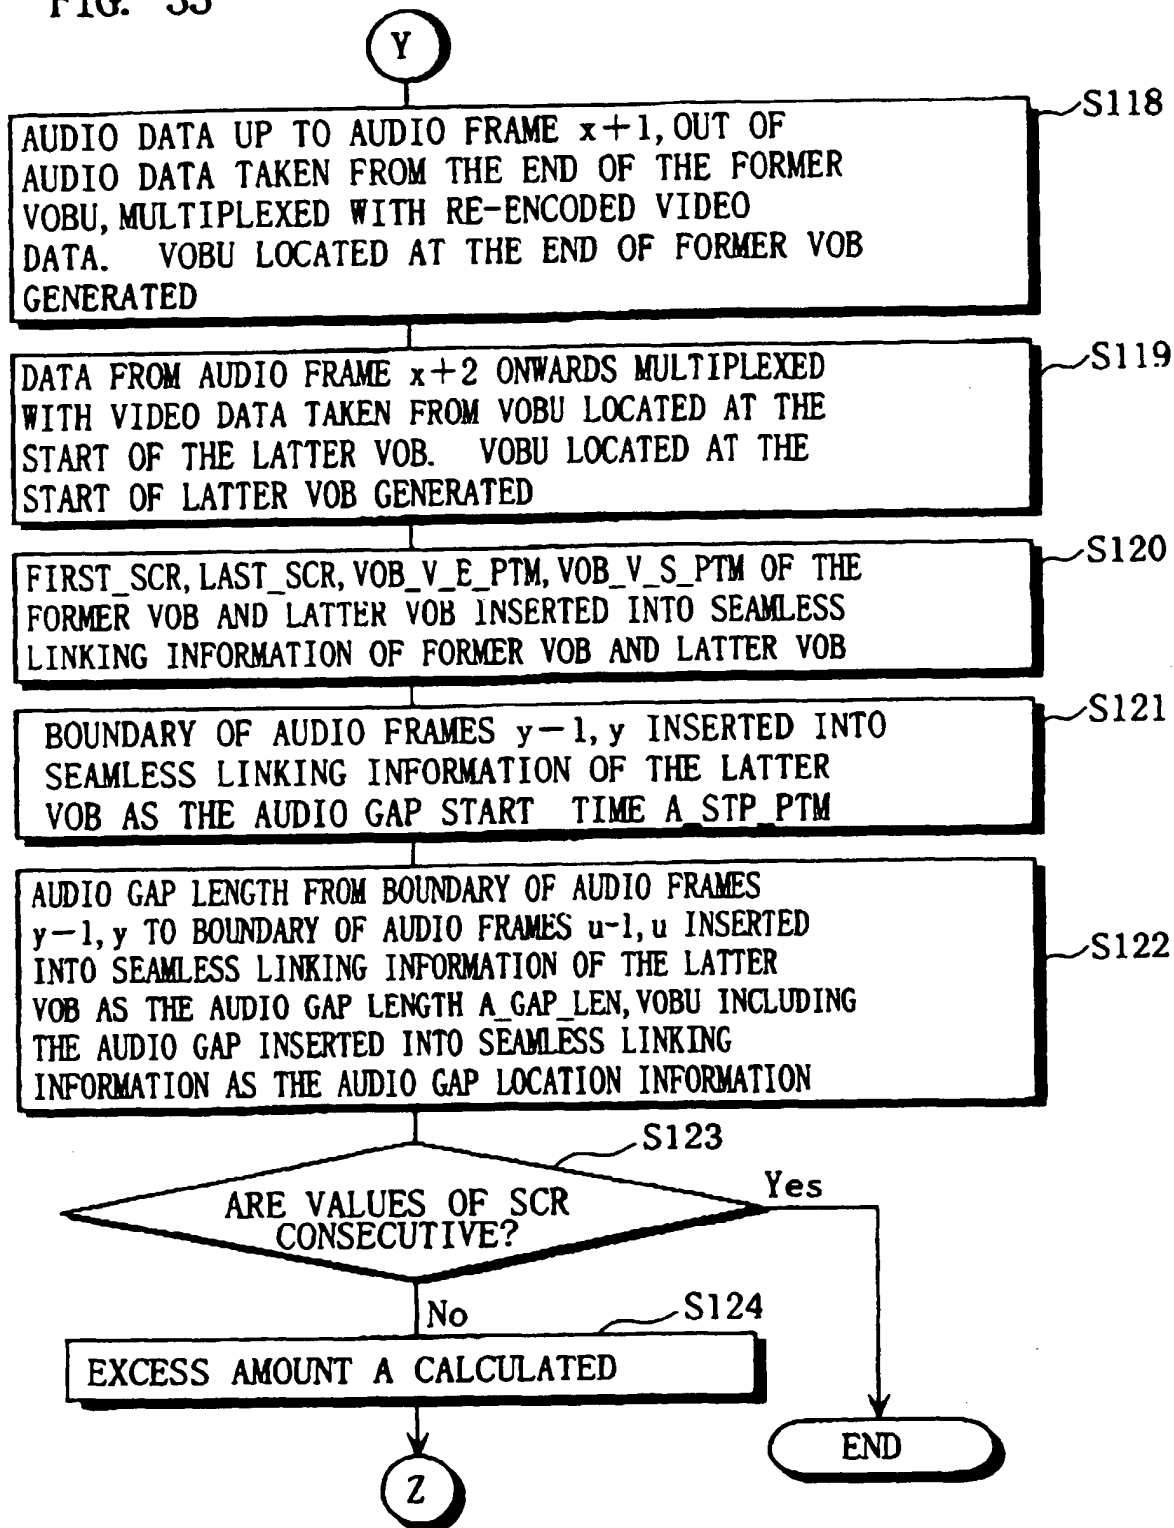 FIG. 33
Y
S118
AUDIO DATA UP TO AUDIO FRAME x+1, OUT OF
AUDIO DATA TAKEN FROM THE END OF THE FORMER
VOBU, MULTIPLEXED WITH RE-ENCODED VIDEO
DATA. VOBU LOCATED AT THE END OF FORMER VOB
GENERATED
S119
DATA FROM AUDIO FRAME x+2 ONWARDS MULTIPLEXED
WITH VIDEO DATA TAKEN FROM VOBU LOCATED AT THE
START OF THE LATTER VOB. VOBU LOCATED AT THE
START OF LATTER VOB GENERATED
S120
FIRST_SCR, LAST_SCR, VOB_V_E_PTM, VOB_V_S_PTM OF THE
FORMER VOB AND LATTER VOB INSERTED INTO SEAMLESS
LINKING INFORMATION OF FORMER VOB AND LATTER VOB
S121
BOUNDARY OF AUDIO FRAMES y-1, y INSERTED INTO
SEAMLESS LINKING INFORMATION OF THE LATTER
VOB AS THE AUDIO GAP START TIME A_STP_PTM
S122
AUDIO GAP LENGTH FROM BOUNDARY OF AUDIO FRAMES
y-1, y TO BOUNDARY OF AUDIO FRAMES u-1, u INSERTED
INTO SEAMLESS LINKING INFORMATION OF THE LATTER
VOB AS THE AUDIO GAP LENGTH A_GAP_LEN, VOBU INCLUDING
THE AUDIO GAP INSERTED INTO SEAMLESS LINKING
INFORMATION AS THE AUDIO GAP LOCATION INFORMATION
S123
ARE VALUES OF SCR
CONSECUTIVE?
Yes
No
S124
EXCESS AMOUNT A CALCULATED
END
Z